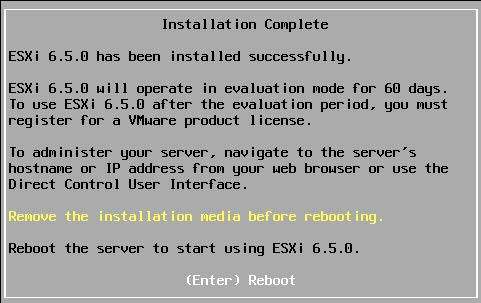 Installation Complete
ESXi 6.5.0 has been installed successfully.
ESXi 6.5.0 will operate in evaluation mode for 60 days.
To use ESXi 6.5.0 after the evaluation period, you must
register for a VMware product license.
To administer your server, navigate to the server's
hostname or IP address from your web browser or use the
Direct Control User Interface.
Remove the installation media before rebooting.
Reboot the server to start using ESXi 6.5.0.
(Enter) Reboot